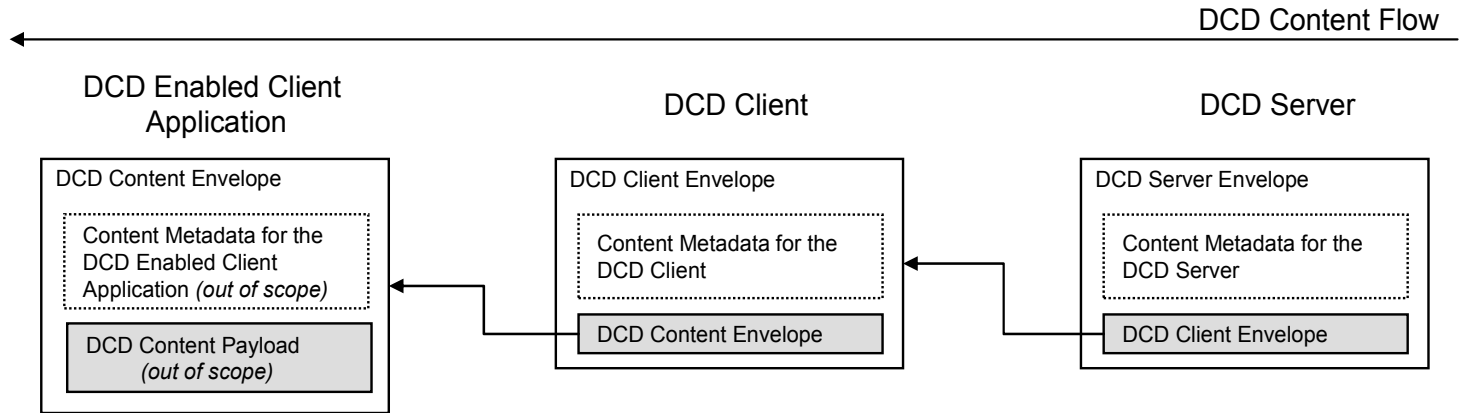 DCD Content Flow
DCD Enabled Client
Application
DCD Client
DCD Server
DCD Content Envelope
Content Metadata for the
DCD Enabled Client
Application (out of scope)
DCD Content Payload
(out of scope)
DCD Client Envelope
Content Metadata for the
DCD Client
DCD Content Envelope
DCD Server Envelope
Content Metadata for the
DCD Server
DCD Client Envelope